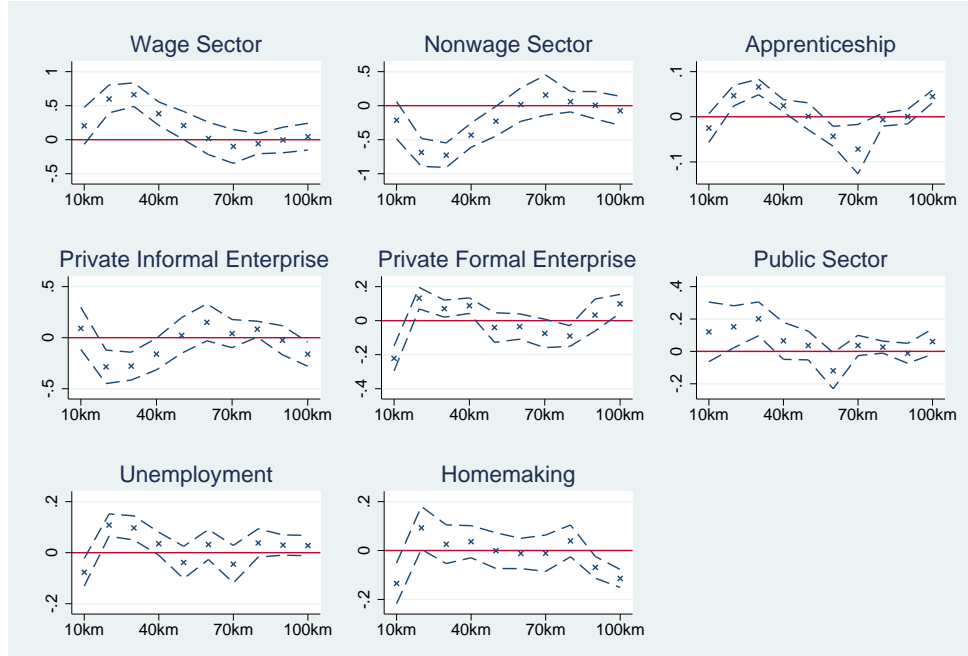 Wage Sector
1
.5
0
-.5
10km 40km 70km 100km
Nonwage Sector
.5
0
-.5
-1
10km 40km 70km 100km
Apprenticeship
.1
0
-.1
10km 40km 70km 100km
Private Informal Enterprise
.5
0
-.5
10km 40km 70km 100km
Private Formal Enterprise
.2
0
-.2
-.4
10km 40km 70km 100km
Public Sector
.4
.2
0
-.2
10km 40km 70km 100km
Unemployment
.2
0
-.2
10km 40km 70km 100km
Homemaking
.2
0
-.2
10km 40km 70km 100km